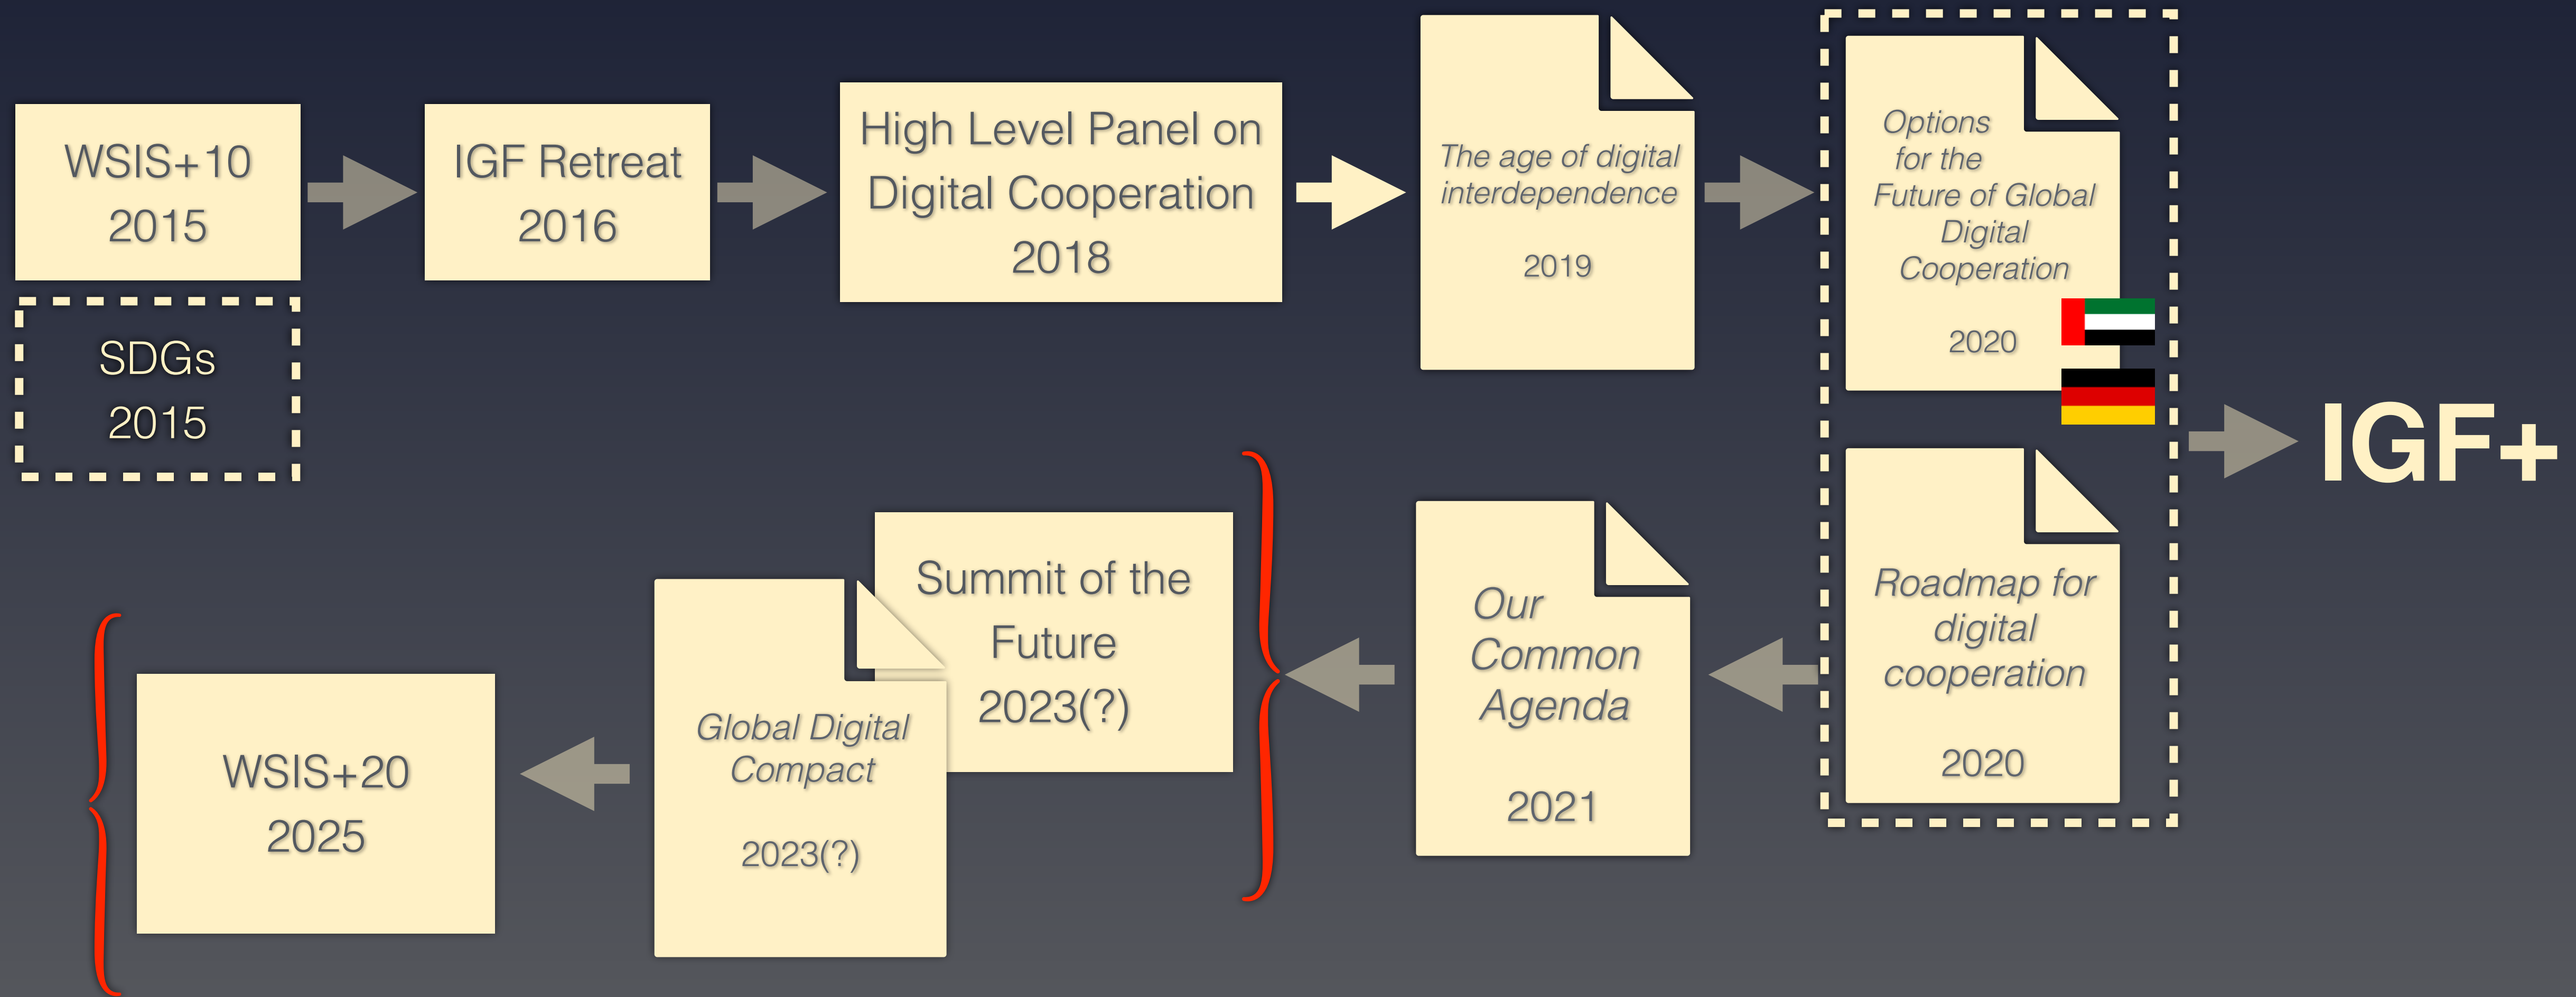 WSIS+10
2015
SDGs
2015
IGF Retreat
2016
High Level Panel on
Digital Cooperation
2018
The age of digital
interdependence
2019
Options
for the
Future of Global
Digital
Cooperation
2020
Roadmap for
digital
cooperation
2020
IGF+
Our
Common
Agenda
2021
Summit of the
Future
2023(?)
Global Digital
Compact
2023(?)
WSIS+20
2025